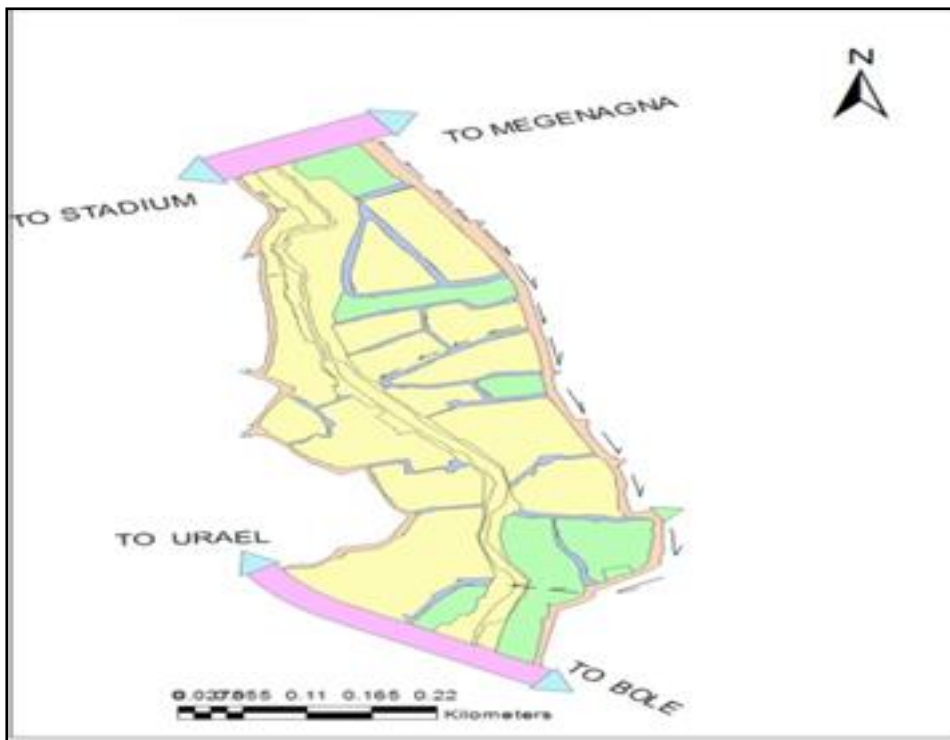 N
TO MEGENAGNA
TO STADIUM
TO URAEL
TO BOLE
0.11 0.165 0.22
Kilometers